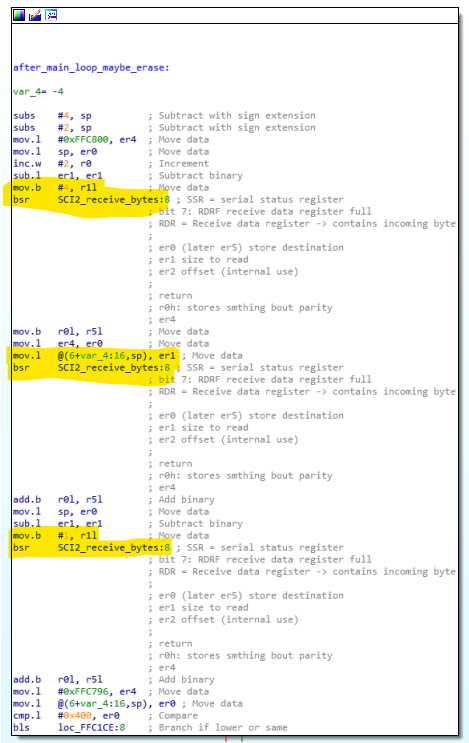 after_main_loop_maybe_erase:
var_4= -4
subs #4, sp ; Subtract with sign extension
subs #2, sp ; Subtract with sign extension
mov.l #0xFFC800, er4 ; Move data
mov.l sp, er0 ; Move data
inc.w #2, r0 ; Increment
sub.l er1, er1 ; Subtract binary
mov.b #4, r1l ; Move data
bsr SCI2_receive_bytes:8 ; SSR = serial status register
; bit 7: RDRF receive data register full
; RDR = Receive data register -> contains incoming byte
;
; er0 (later er5) store destination
; er1 size to read
; er2 offset (internal use)
;
; return
; r0h: stores smthing bout parity
; er4
mov.b r0l, r5l ; Move data
mov.l er4, er0 ; Move data
mov.l @(6+var_4:16,sp), er1 ; Move data
bsr SCI2_receive_bytes:8 ; SSR = serial status register
; bit 7: RDRF receive data register full
; RDR = Receive data register -> contains incoming byte
;
; er0 (later er5) store destination
; er1 size to read
; er2 offset (internal use)
;
; return
; r0h: stores smthing bout parity
; er4
add.b r0l, r5l ; Add binary
mov.l sp, er0 ; Move data
sub.l er1, er1 ; Subtract binary
mov.b #1, r1l ; Move data
bsr SCI2_receive_bytes:8 ; SSR = serial status register
; bit 7: RDRF receive data register full
; RDR = Receive data register -> contains incoming byte
;
; er0 (later er5) store destination
; er1 size to read
; er2 offset (internal use)
;
; return
; r0h: stores smthing bout parity
; er4
add.b r0l, r5l ; Add binary
mov.l #0xFFC796, er4 ; Move data
mov.l @(6+var_4:16,sp), er0 ; Move data
cmp.l #0x400, er0 ; Compare
bls loc_FFC1CE:8 ; Branch if lower or same